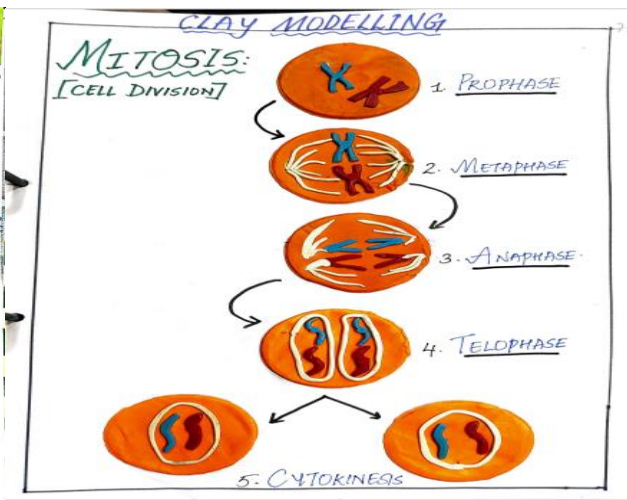 CLAY MODELLING
MITOSIS:
[CELL DIVISION]
1. PROPHASE
2. METAPHASE
3. ANAPHASE.
4. TELOPHASE
5. CYTOKINESIS